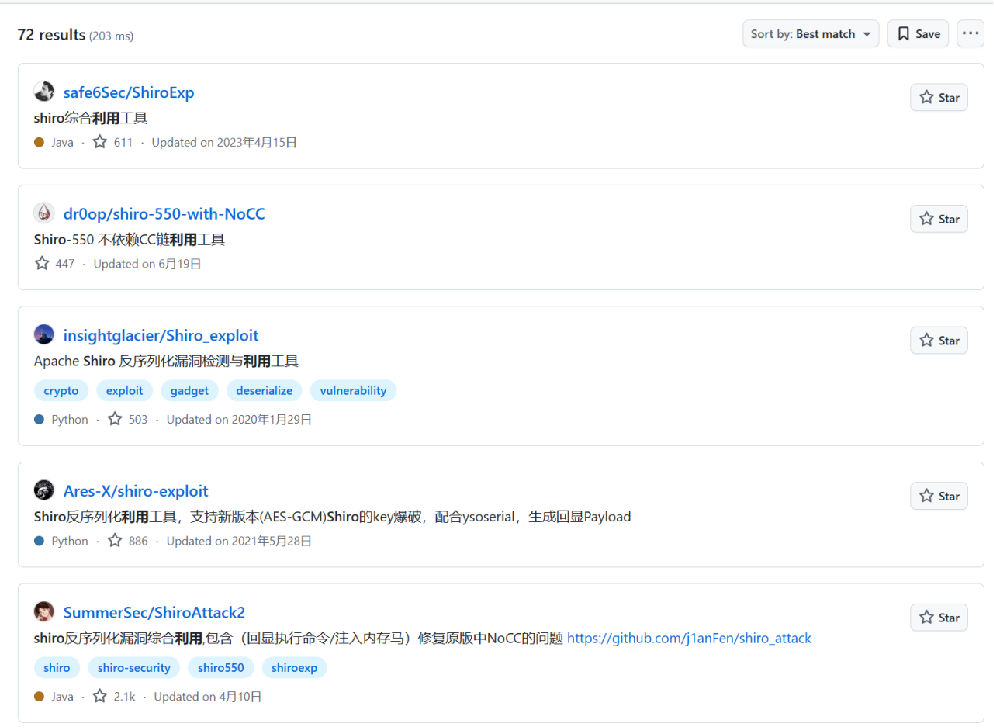 72 results (203 ms)
Sort by: Best match
Save
safe6Sec/ShiroExp
Star
shiro综合利用工具
Java · 611 · Updated on 2023年4月15日
dr0op/shiro-550-with-NoCC
Star
Shiro-550 不依赖CC链利用工具
447 · Updated on 6月19日
insightglacier/Shiro_exploit
Star
Apache Shiro 反序列化漏洞检测与利用工具
crypto exploit gadget deserialize vulnerability
Python · 503 · Updated on 2020年1月29日
Ares-X/shiro-exploit
Star
Shiro反序列化利用工具，支持新版本(AES-GCM)Shiro的key爆破，配合ysoserial，生成回显Payload
Python · 886 · Updated on 2021年5月28日
SummerSec/ShiroAttack2
Star
shiro反序列化漏洞综合利用,包含（回显执行命令/注入内存马）修复原版中NoCC的问题 https://github.com/j1anFen/shiro_attack
shiro shiro-security shiro550 shiroexp
Java · 2.1k · Updated on 4月10日